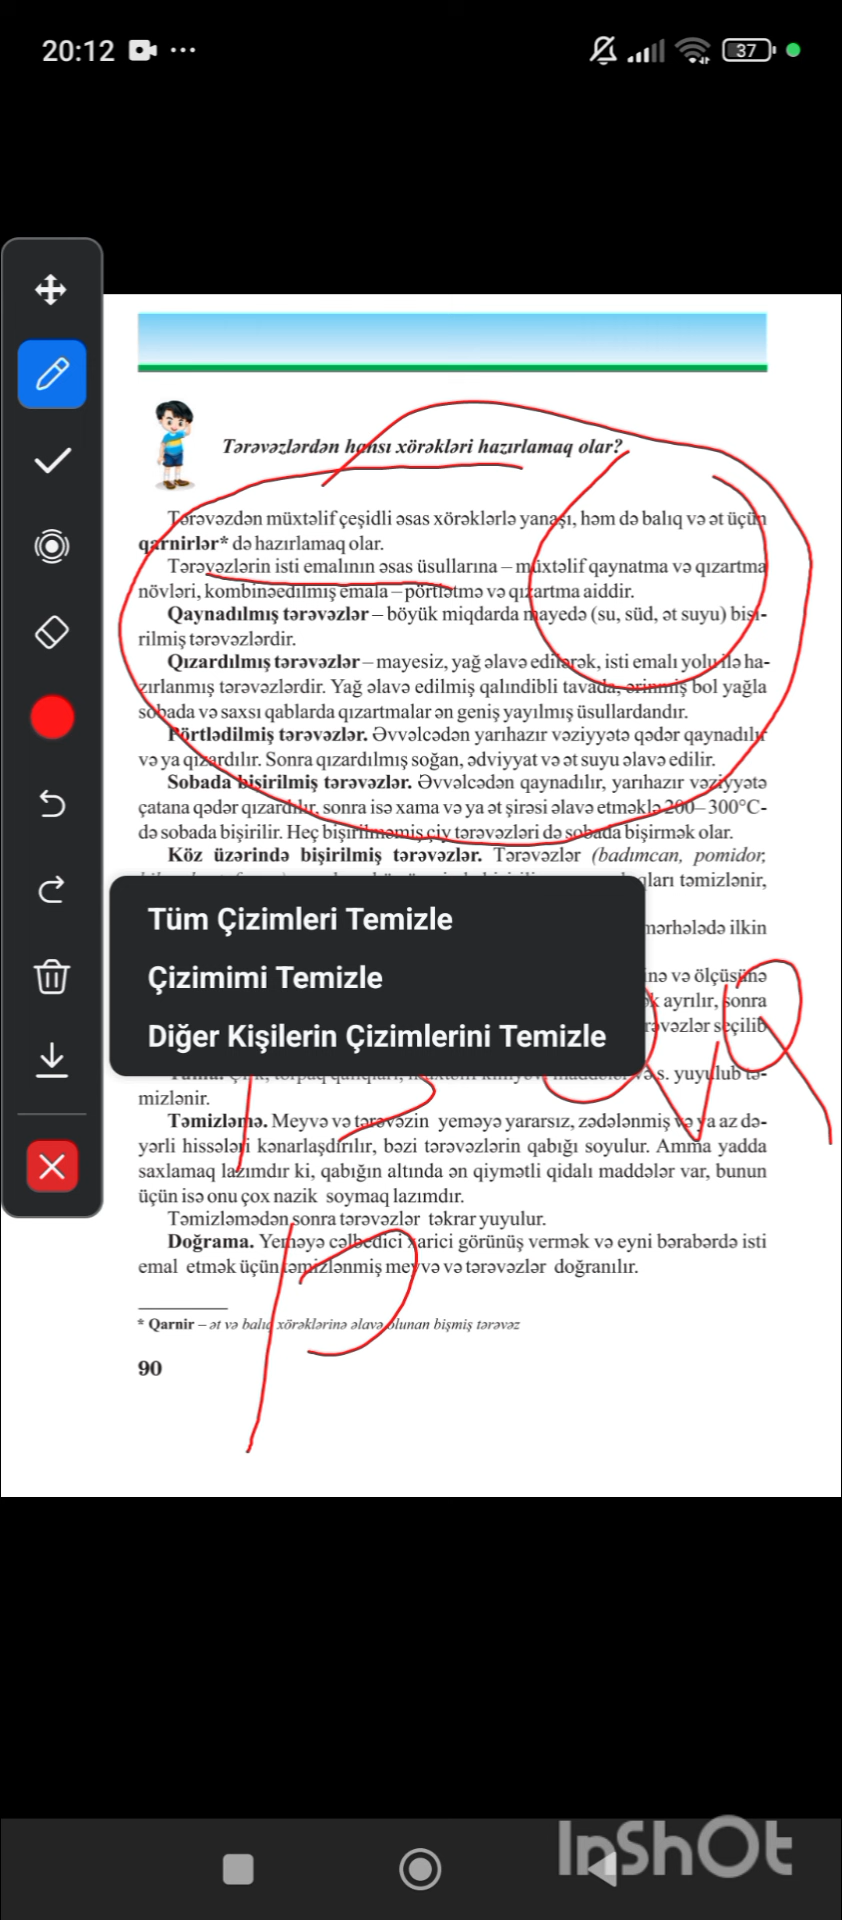 20:12
37
Tərəvəzlərdən hansı xörəkləri hazırlamaq olar?
Tərəvəzdən müxtəlif çeşidli əsas xörəklərlə yanaşı, həm də balıq və ət üçün
qarnirlər* də hazırlamaq olar.
Tərəvəzlərin isti emalının əsas üsullarına – müxtəlif qaynatma və qızartma
növləri, kombinəedilmiş emala – pörtlətmə və qızartma aiddir.
Qaynadılmış tərəvəzlər – böyük miqdarda mayedə (su, süd, ət suyu) bişi-
rilmiş tərəvəzlərdir.
Qızardılmış tərəvəzlər – mayesiz, yağ əlavə edilərək, isti emalı yolu ilə ha-
zırlanmış tərəvəzlərdir. Yağ əlavə edilmiş qalındibli tavada, ərinmiş bol yağla
sobada və saxsı qablarda qızartmalar ən geniş yayılmış üsullardandır.
Pörtlədilmiş tərəvəzlər. Əvvəlcədən yarıhazır vəziyyətə qədər qaynadılır
və ya qızardılır. Sonra qızardılmış soğan, ədviyyat və ət suyu əlavə edilir.
Sobada bişirilmiş tərəvəzlər. Əvvəlcədən qaynadılır, yarıhazır vəziyyətə
çatana qədər qızardılır, sonra isə xama və ya ət şirəsi əlavə etməklə 200–300°C-
də sobada bişirilir. Heç bişirilməmiş çiy tərəvəzləri də sobada bişirmək olar.
Köz üzərində bişirilmiş tərəvəzlər. Tərəvəzlər (badımcan, pomidor,
təmizlənir,
Tüm Çizimleri Temizle
mərhələdə ilkin
Çizimimi Temizle
və ölçüsünə
ayrılır, sonra
Diğer Kişilerin Çizimlerini Temizle
seçilib
s. yuyulub tə-
mizlənir.
Təmizləmə. Meyvə və tərəvəzin yeməyə yararsız, zədələnmiş və ya az də-
yərli hissələri kənarlaşdırılır, bəzi tərəvəzlərin qabığı soyulur. Amma yadda
saxlamaq lazımdır ki, qabığın altında ən qiymətli qidalı maddələr var, bunun
üçün isə onu çox nazik soymaq lazımdır.
Təmizləmədən sonra tərəvəzlər təkrar yuyulur.
Doğrama. Yeməyə cəlbedici xarici görünüş vermək və eyni bərabərdə isti
emal etmək üçün təmizlənmiş meyvə və tərəvəzlər doğranılır.
* Qarnir – ət və balıq xörəklərinə əlavə olunan bişmiş tərəvəz
90
InShOt